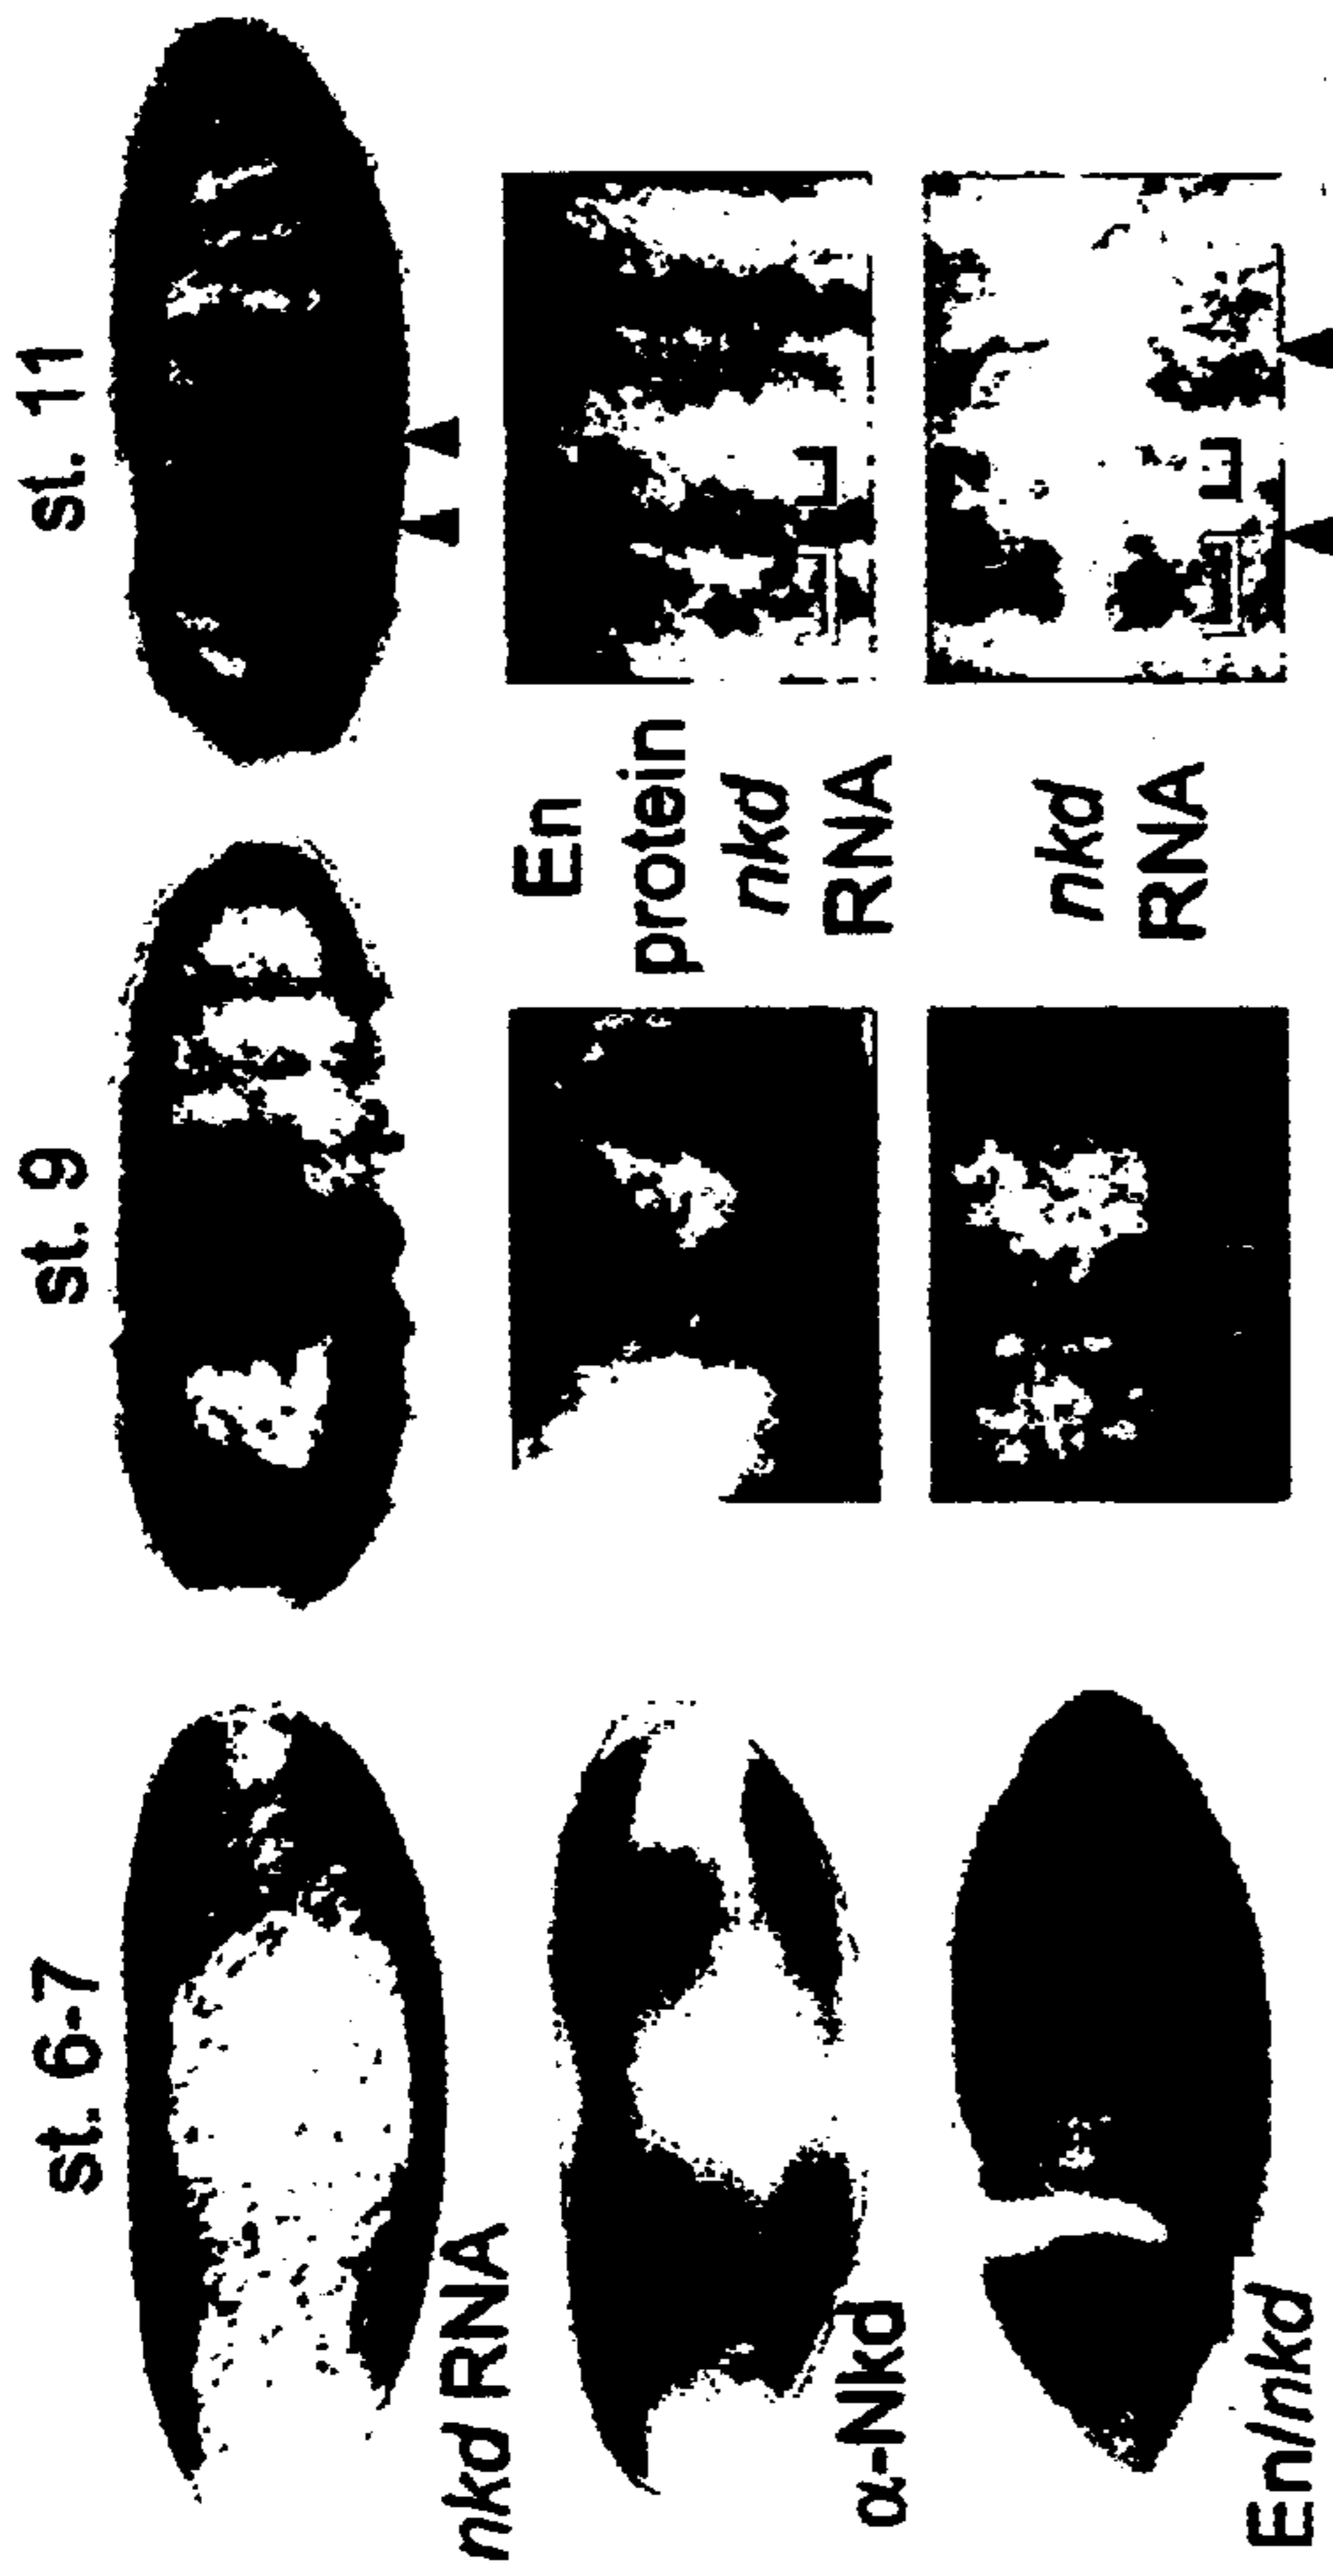 st. 6-7
st. 9
st. 11
nkd RNA
α-Nkd
En/nkd
En
protein
nkd
RNA
nkd
RNA